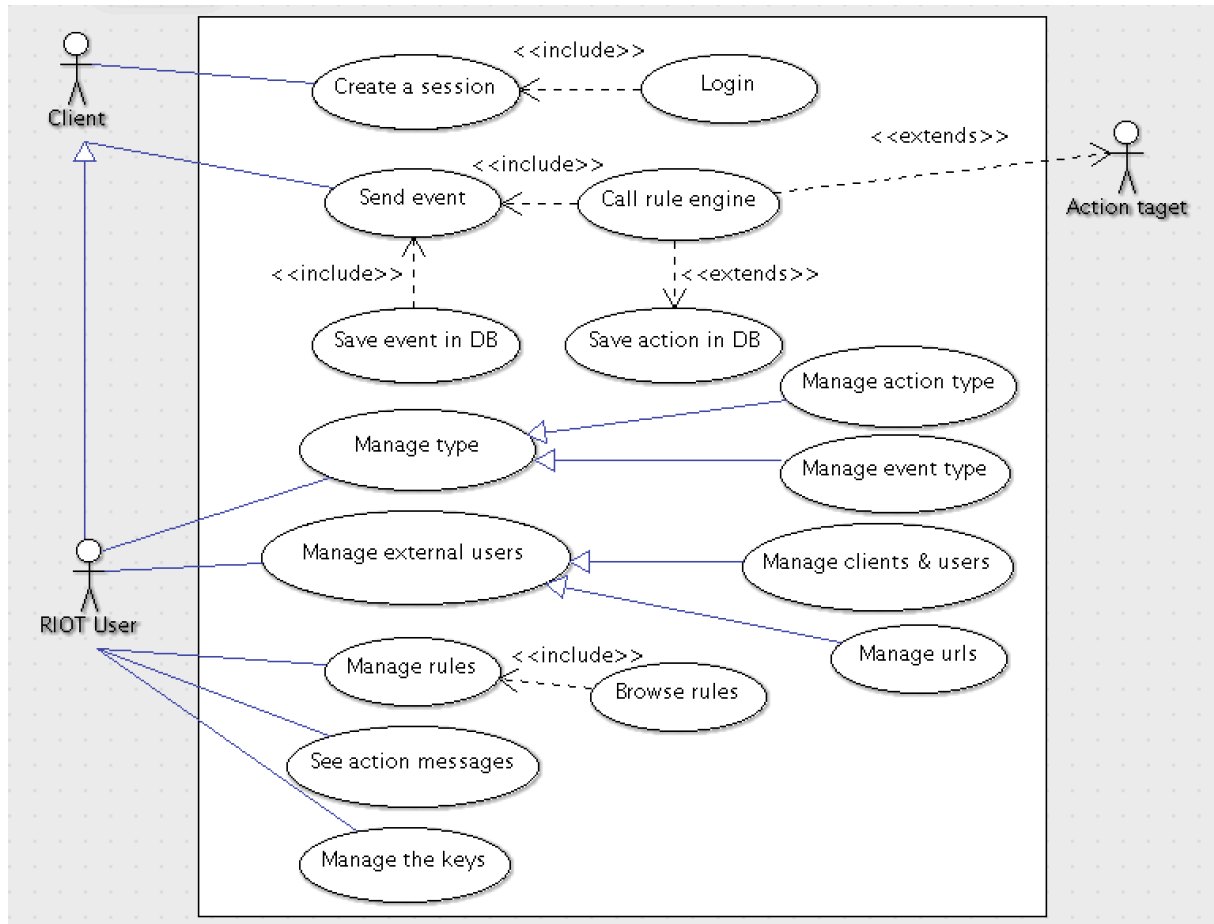 <<include>>
Create a session
Login
Client
<<extends>>
<<include>>
Send event
Call rule engine
Action taget
<<include>>
<<extends>>
Save event in DB
Save action in DB
Manage action type
Manage type
Manage event type
Manage external users
Manage clients & users
RIOT User
<<include>>
Manage urls
Manage rules
Browse rules
See action messages
Manage the keys